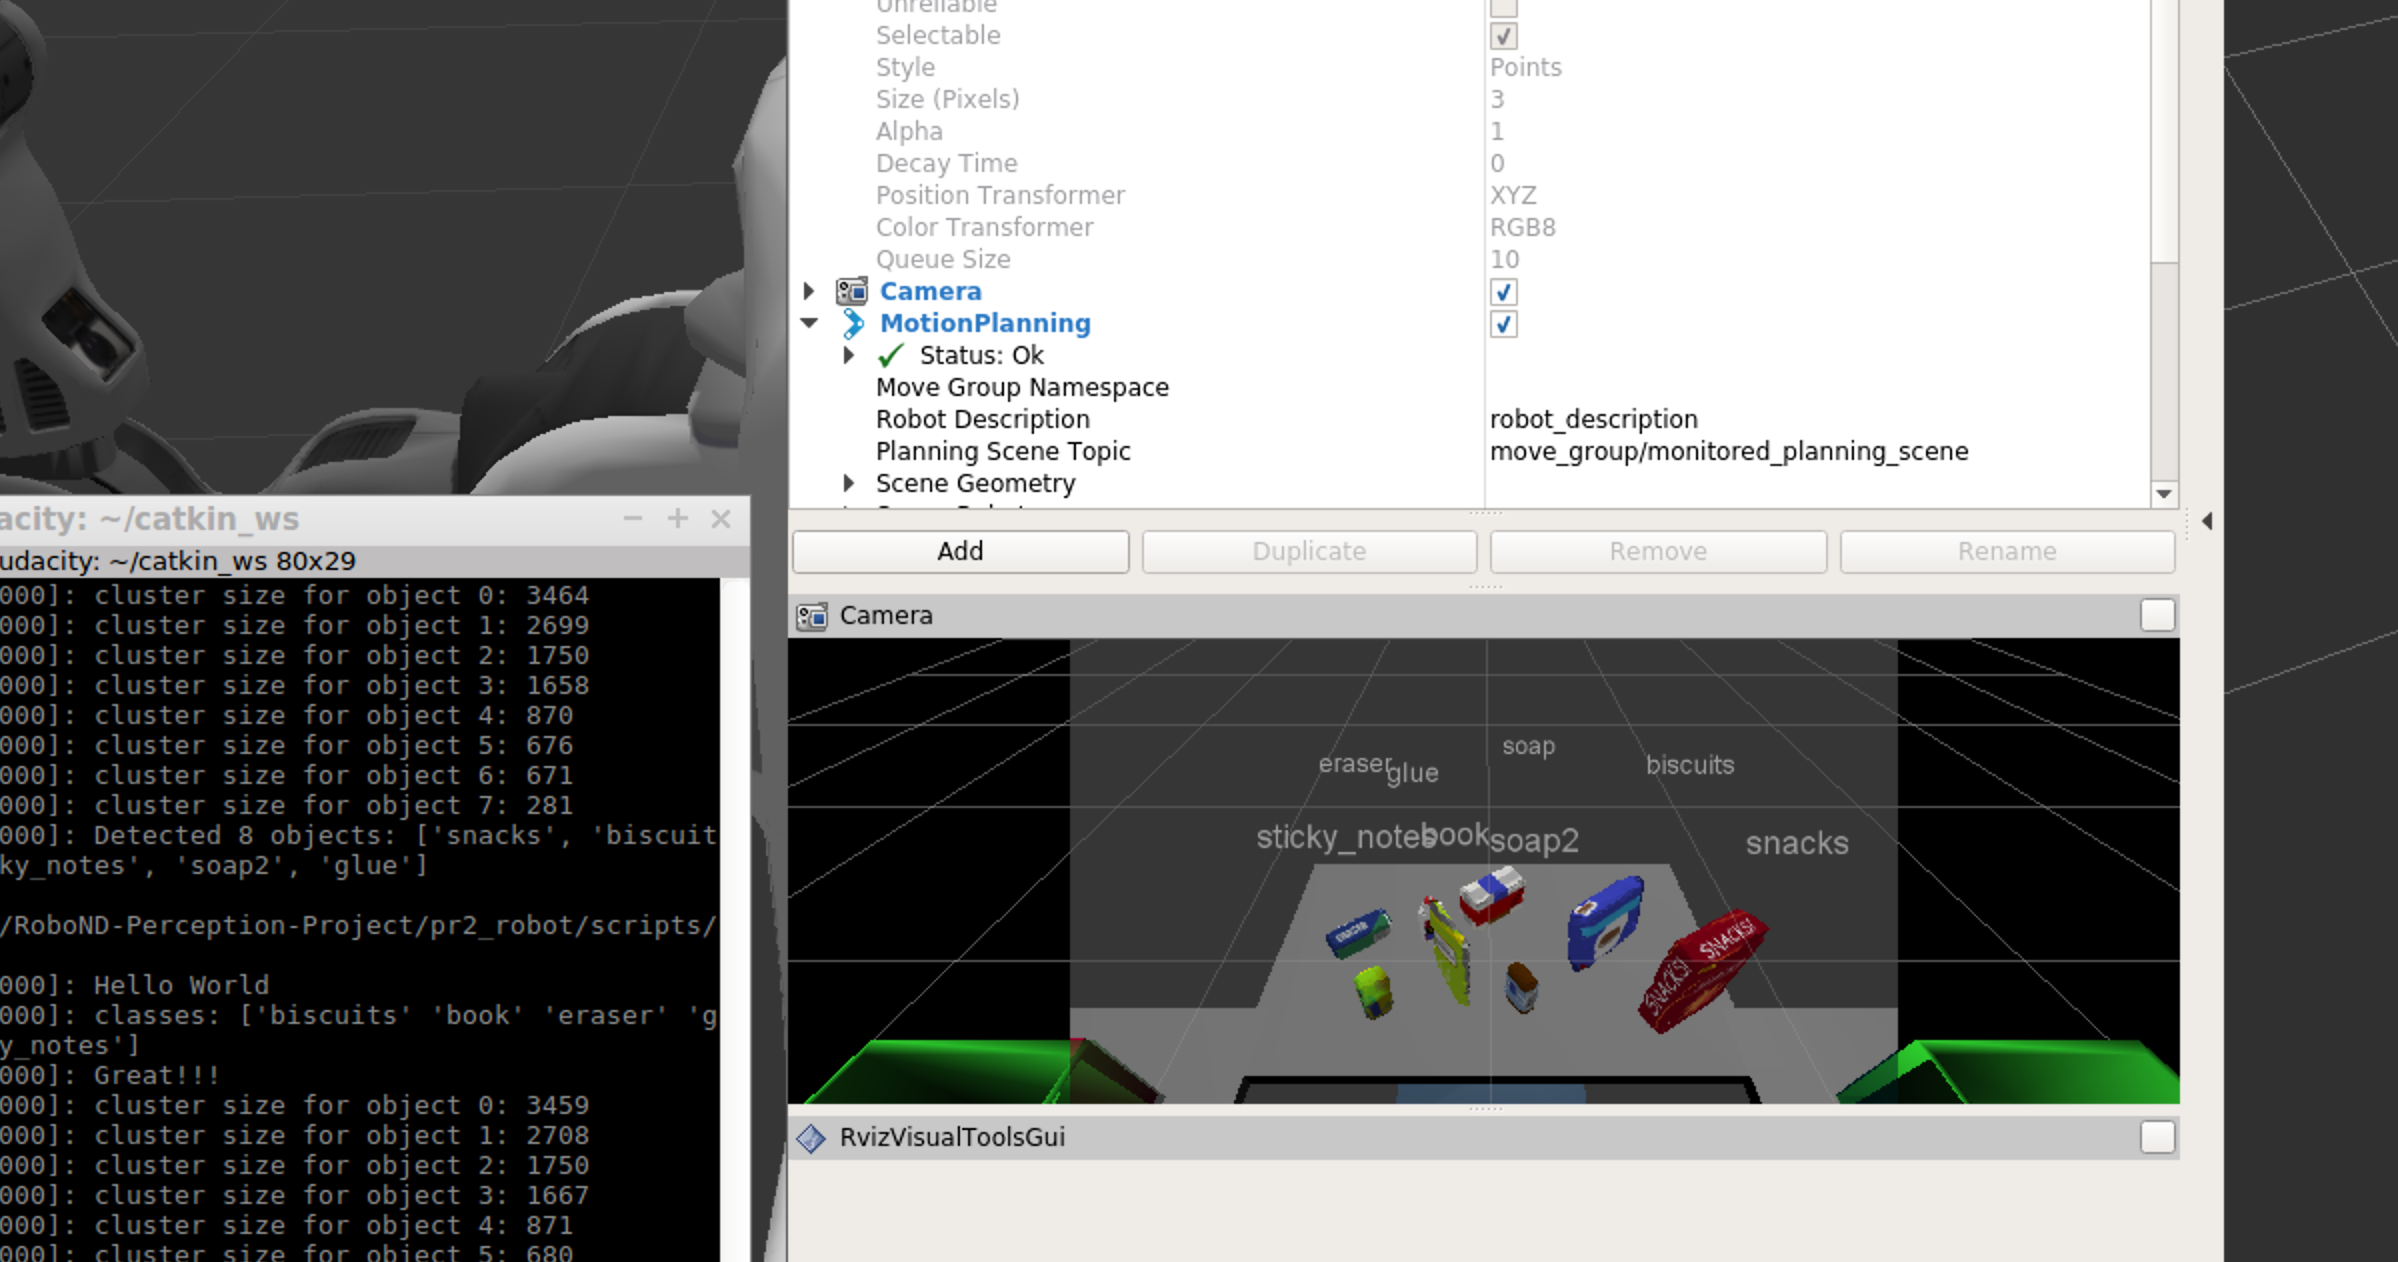 Unreliable
Selectable
Style Points
Size (Pixels) 3
Alpha 1
Decay Time 0
Position Transformer XYZ
Color Transformer RGB8
Queue Size 10
Camera
MotionPlanning
Status: Ok
Move Group Namespace
Robot Description robot_description
Planning Scene Topic move_group/monitored_planning_scene
Scene Geometry
Add Duplicate Remove Rename
Camera
soap
eraser glue biscuits
sticky_notes book soap2 snacks
ERASER
SNACKS!
SNACKS!
RvizVisualToolsGui
acity: ~/catkin_ws
udacity: ~/catkin_ws 80x29
000]: cluster size for object 0: 3464
000]: cluster size for object 1: 2699
000]: cluster size for object 2: 1750
000]: cluster size for object 3: 1658
000]: cluster size for object 4: 870
000]: cluster size for object 5: 676
000]: cluster size for object 6: 671
000]: cluster size for object 7: 281
000]: Detected 8 objects: ['snacks', 'biscuit
ky_notes', 'soap2', 'glue']
/RoboND-Perception-Project/pr2_robot/scripts/
000]: Hello World
000]: classes: ['biscuits' 'book' 'eraser' 'g
y_notes']
000]: Great!!!
000]: cluster size for object 0: 3459
000]: cluster size for object 1: 2708
000]: cluster size for object 2: 1750
000]: cluster size for object 3: 1667
000]: cluster size for object 4: 871
000]: cluster size for object 5: 680